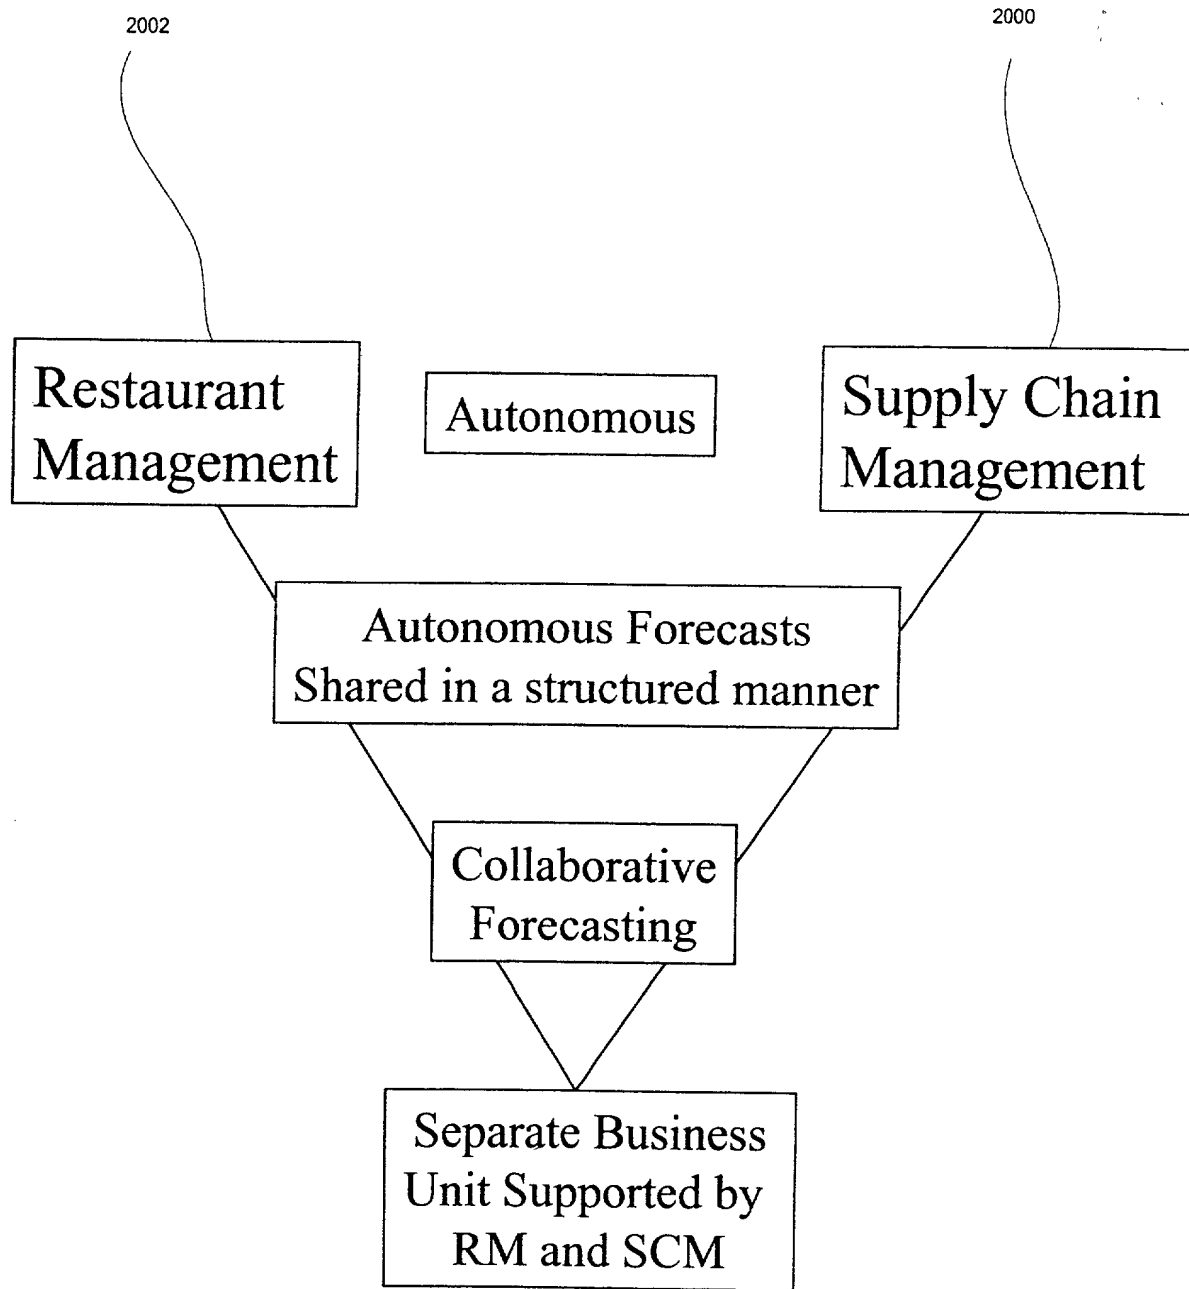 2002
2000
Restaurant
Management
Autonomous
Supply Chain
Management
Autonomous Forecasts
Shared in a structured manner
Collaborative
Forecasting
Separate Business
Unit Supported by
RM and SCM